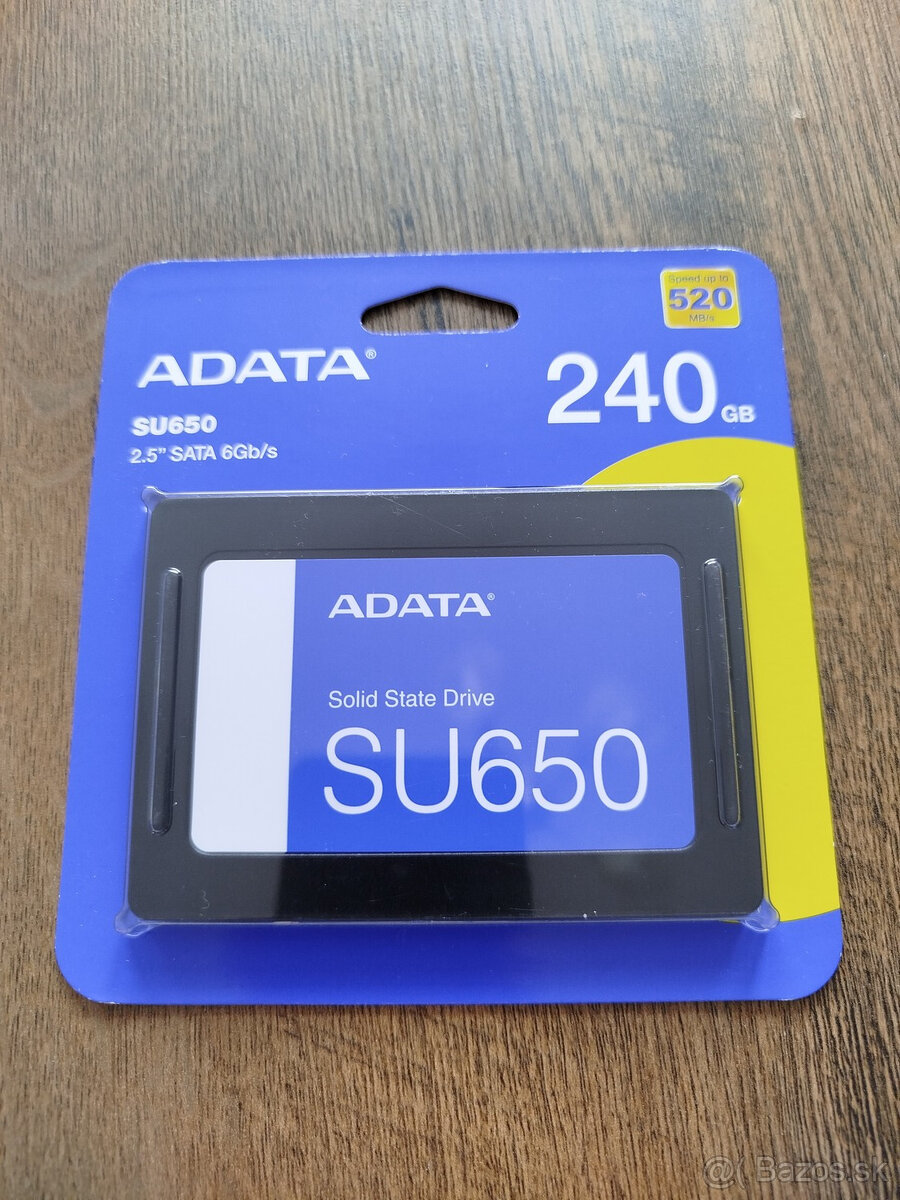 Speed up to
520
MB/s
ADATA®
240 GB
SU650
2.5" SATA 6Gb/s
ADATA®
Solid State Drive
SU650
@( Bazos.sk